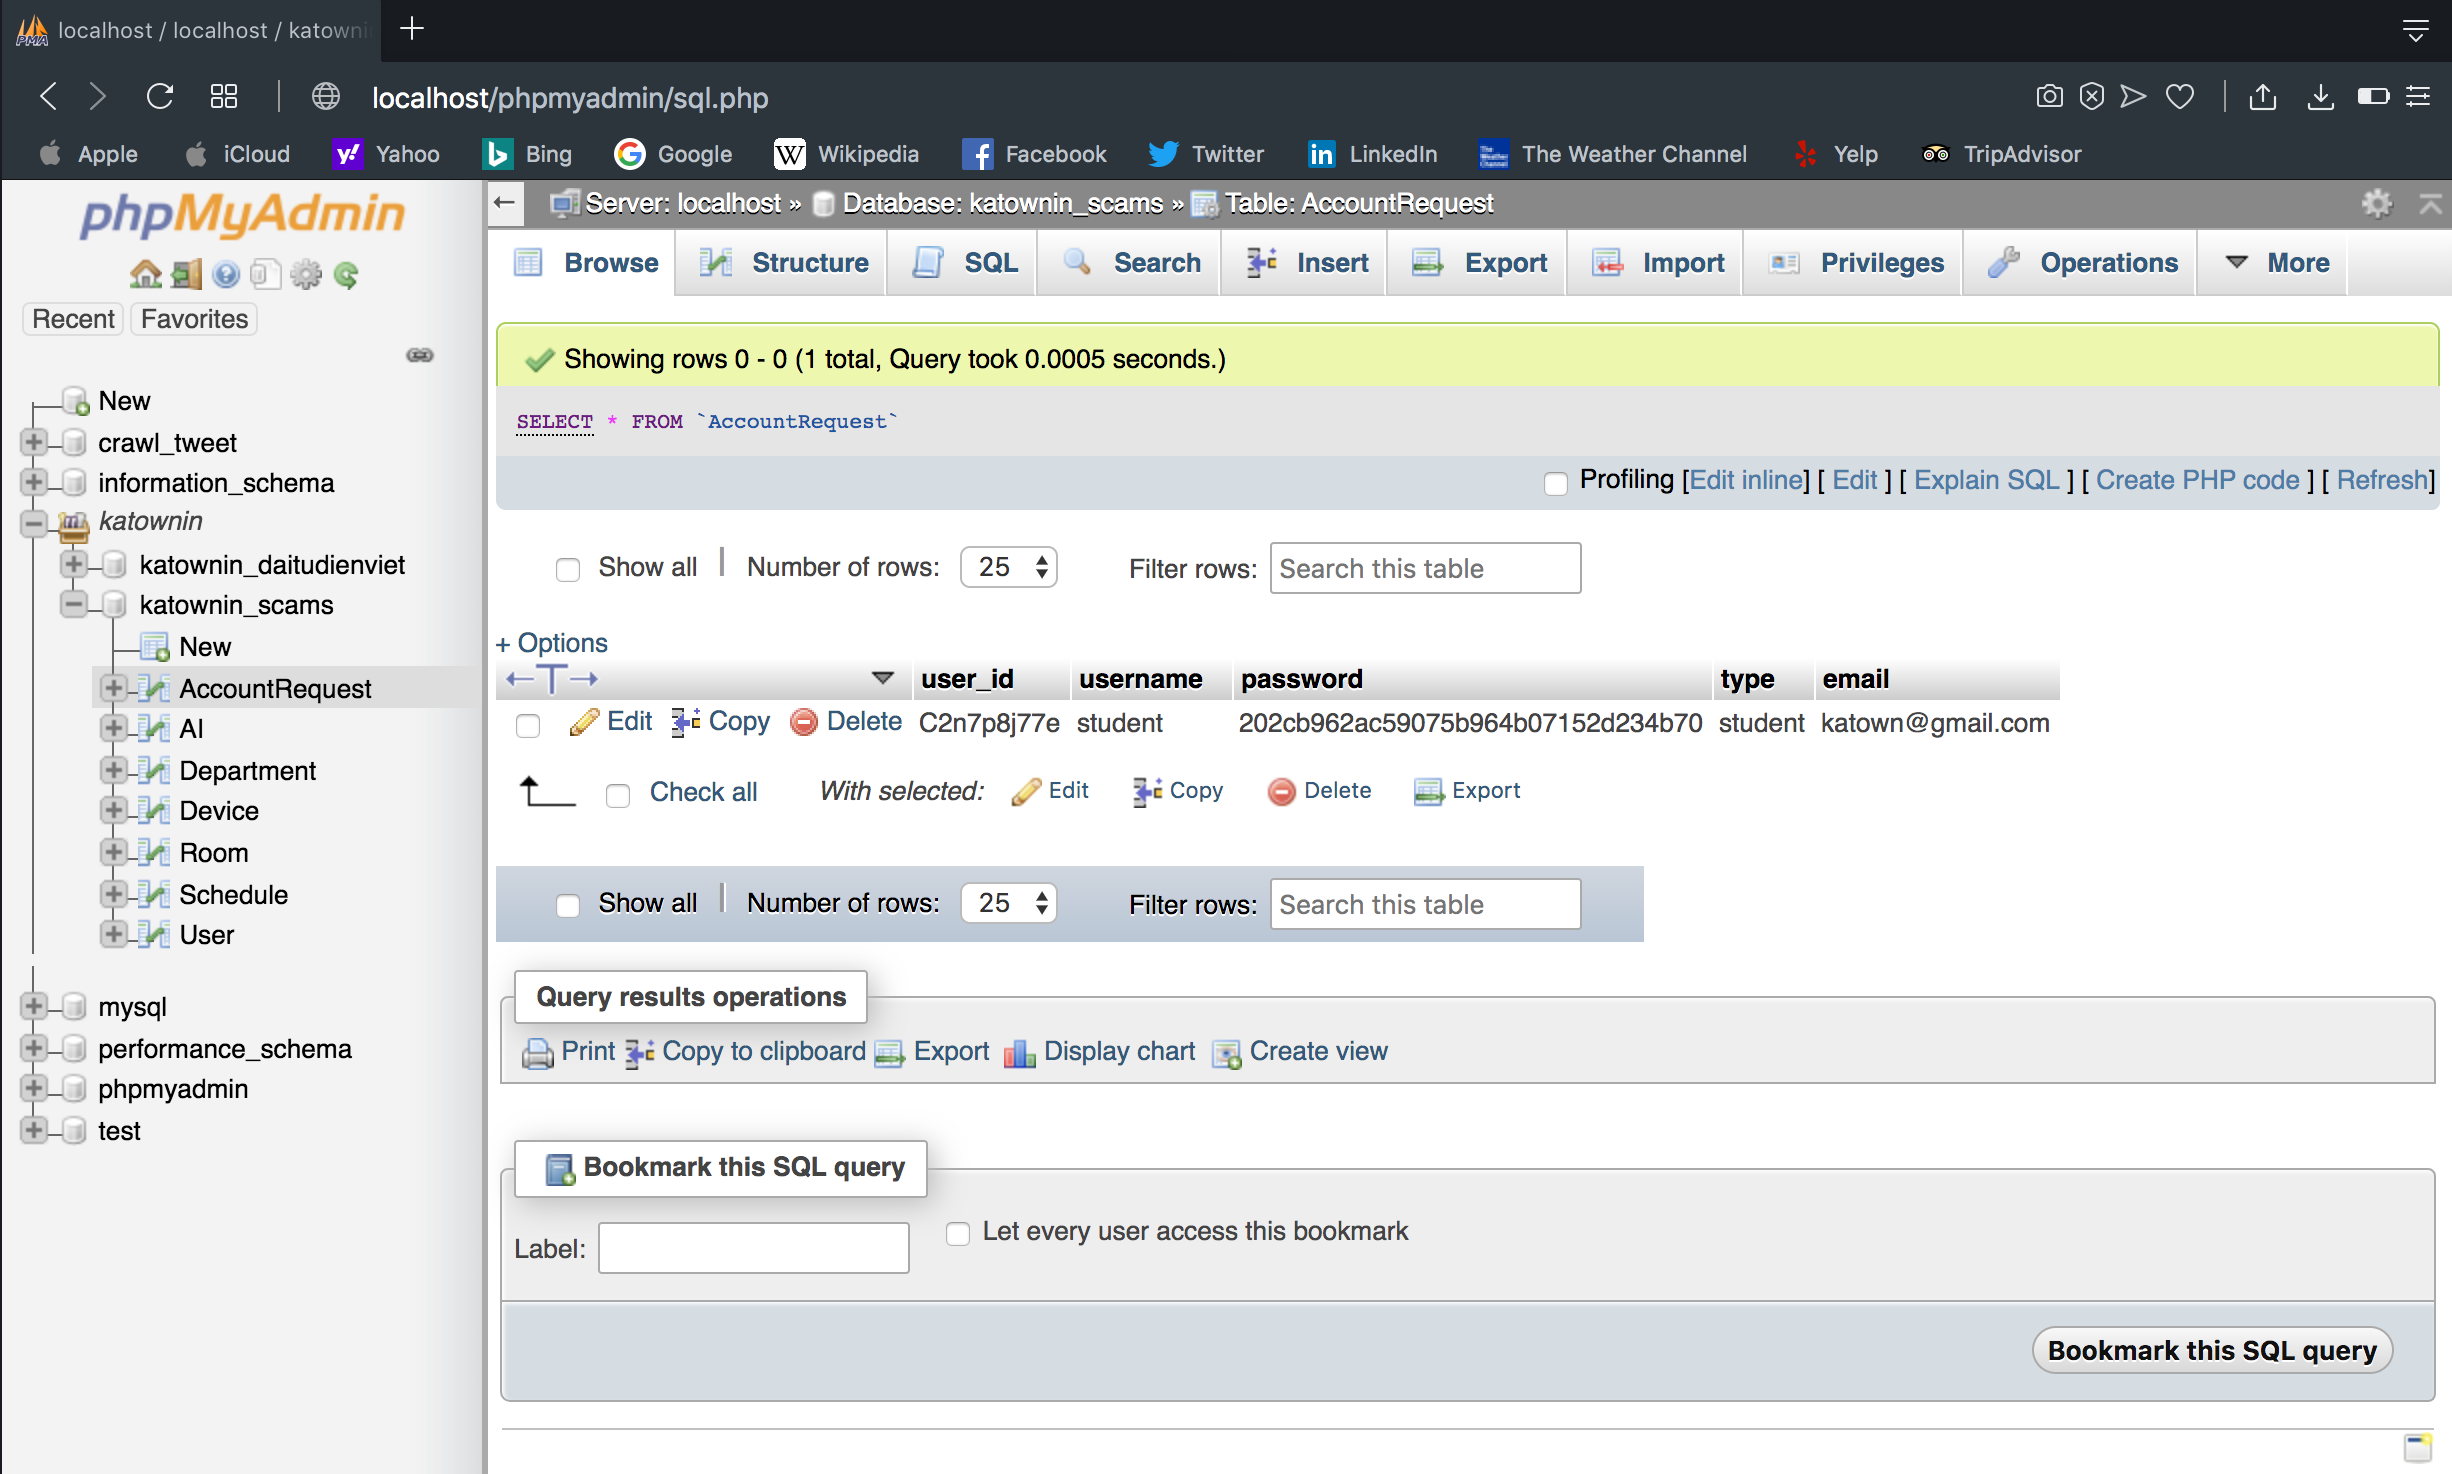 localhost / localhost / katowni
localhost/phpmyadmin/sql.php
Apple iCloud Yahoo Bing Google Wikipedia Facebook Twitter LinkedIn The Weather Channel Yelp TripAdvisor
phpMyAdmin
Recent Favorites
New
crawl_tweet
information_schema
katownin
katownin_daitudienviet
katownin_scams
New
AccountRequest
AI
Department
Device
Room
Schedule
User
mysql
performance_schema
phpmyadmin
test
Server: localhost » Database: katownin_scams » Table: AccountRequest
Browse Structure SQL Search Insert Export Import Privileges Operations More
Showing rows 0 - 0 (1 total, Query took 0.0005 seconds.)
SELECT * FROM `AccountRequest`
Profiling [Edit inline] [ Edit ] [ Explain SQL ] [ Create PHP code ] [ Refresh]
Show all | Number of rows: 25 Filter rows: Search this table
+ Options
←T→ user_id username password type email
Edit Copy Delete C2n7p8j77e student 202cb962ac59075b964b07152d234b70 student katown@gmail.com
Check all With selected: Edit Copy Delete Export
Show all | Number of rows: 25 Filter rows: Search this table
Query results operations
Print Copy to clipboard Export Display chart Create view
Bookmark this SQL query
Label: Let every user access this bookmark
Bookmark this SQL query